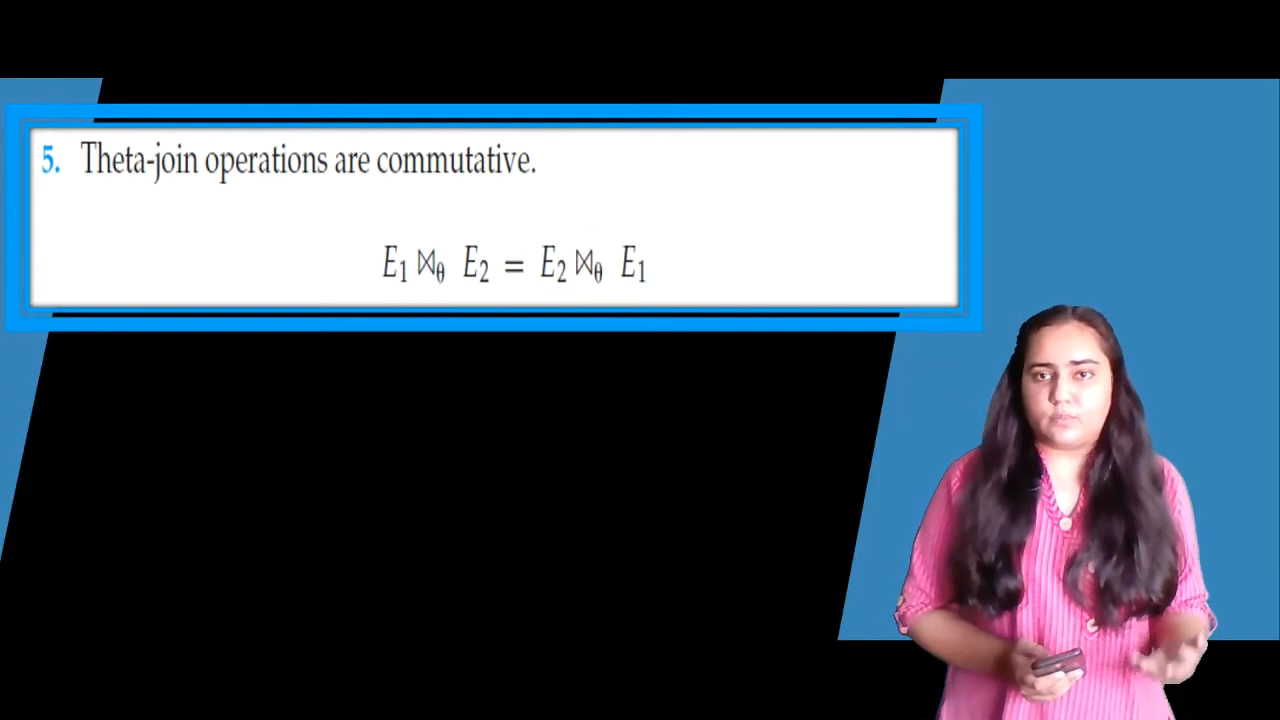 5. Theta-join operations are commutative.
E₁ ⋈θ E₂ = E₂ ⋈θ E₁